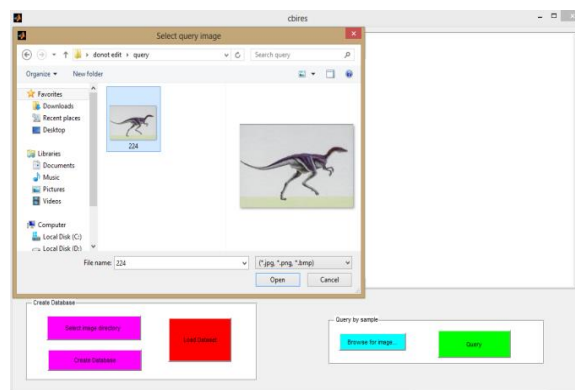 cbires
Select query image
donot edit query
Search query
Organize New folder
Favorites
Downloads
Recent places
Desktop
Libraries
Documents
Music
Pictures
Videos
Computer
Local Disk (C:)
Local Disk (D:)
224
File name: 224
(*.jpg, *.png, *.bmp)
Open Cancel
Create Database
Select image directory
Load Dataset
Create Database
Query by sample
Browse for image...
Query